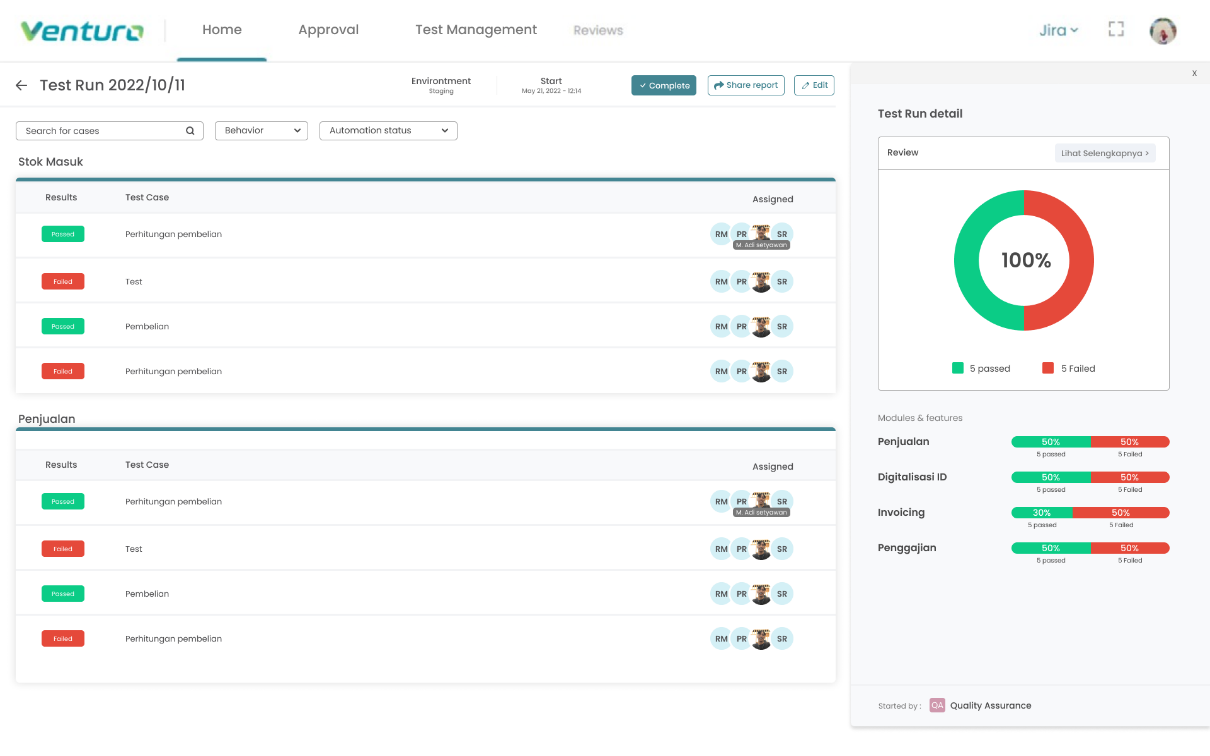 Venturo
Home
Approval
Test Management
Reviews
Jira
Test Run 2022/10/11
Environtment
Staging
Start
May 21, 2022 - 12;14
Complete
Share report
Edit
Search for cases
Behavior
Automation status
Stok Masuk
Results
Test Case
Assigned
Passed
Perhitungan pembelian
RM
PR
SR
M. Adi setyawan
Failed
Test
RM
PR
SR
Passed
Pembelian
RM
PR
SR
Failed
Perhitungan pembelian
RM
PR
SR
Penjualan
Results
Test Case
Assigned
Passed
Perhitungan pembelian
RM
PR
SR
M. Adi setyawan
Failed
Test
RM
PR
SR
Passed
Pembelian
RM
PR
SR
Failed
Perhitungan pembelian
RM
PR
SR
x
Test Run detail
Review
Lihat Selengkapnya >
100%
5 passed
5 Failed
Modules & features
Penjualan
50%
50%
5 passed
5 Failed
Digitalisasi ID
50%
50%
5 passed
5 Failed
Invoicing
30%
50%
5 passed
5 Failed
Penggajian
50%
50%
5 passed
5 Failed
Started by :
QA
Quality Assurance